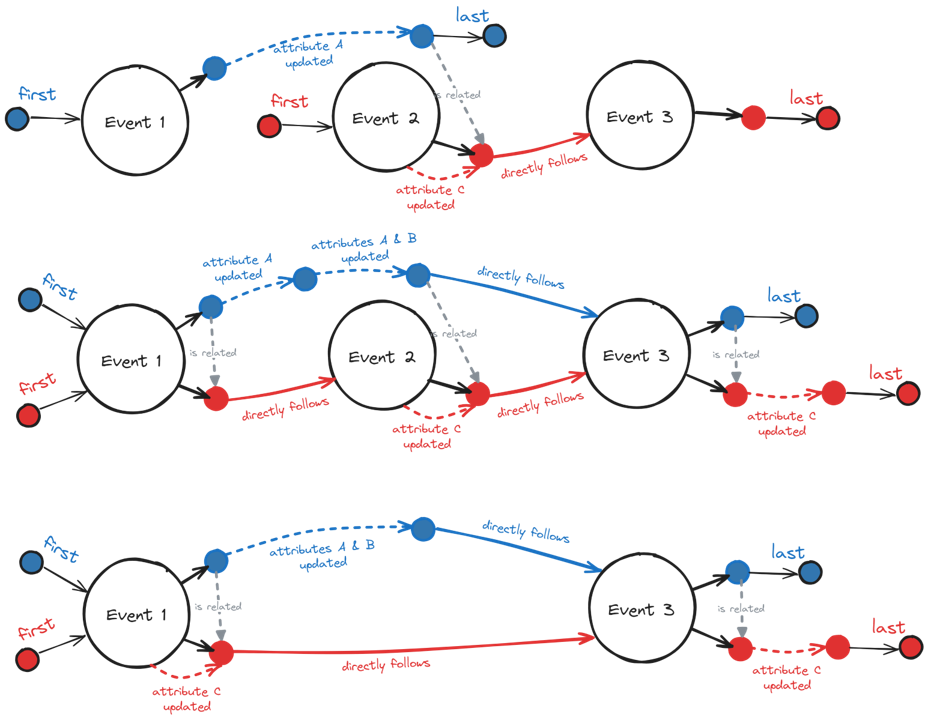 last
attribute A
updated
first
first
last
Event 1
Event 2
Event 3
is related
directly follows
attribute C
updated
attributes A & B
updated
attribute A
updated
directly follows
first
last
is related
Event 1
Event 2
Event 3
is related
is related
first
last
directly follows
directly follows
attribute C
updated
attribute C
updated
directly follows
first
attributes A & B
updated
last
is related
Event 1
Event 3
is related
first
last
directly follows
attribute C
updated
attribute C
updated